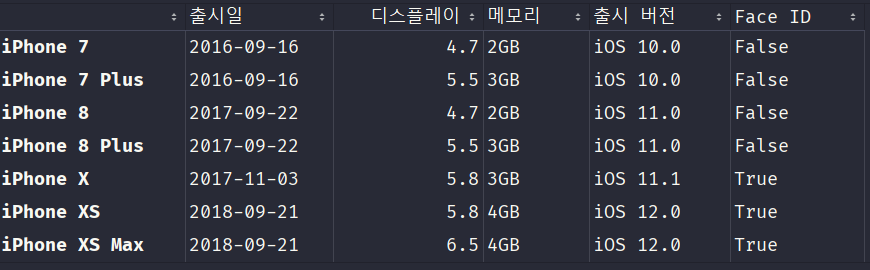 출시일 디스플레이 메모리 출시 버전 Face ID
iPhone 7 2016-09-16 4.7 2GB iOS 10.0 False
iPhone 7 Plus 2016-09-16 5.5 3GB iOS 10.0 False
iPhone 8 2017-09-22 4.7 2GB iOS 11.0 False
iPhone 8 Plus 2017-09-22 5.5 3GB iOS 11.0 False
iPhone X 2017-11-03 5.8 3GB iOS 11.1 True
iPhone XS 2018-09-21 5.8 4GB iOS 12.0 True
iPhone XS Max 2018-09-21 6.5 4GB iOS 12.0 True